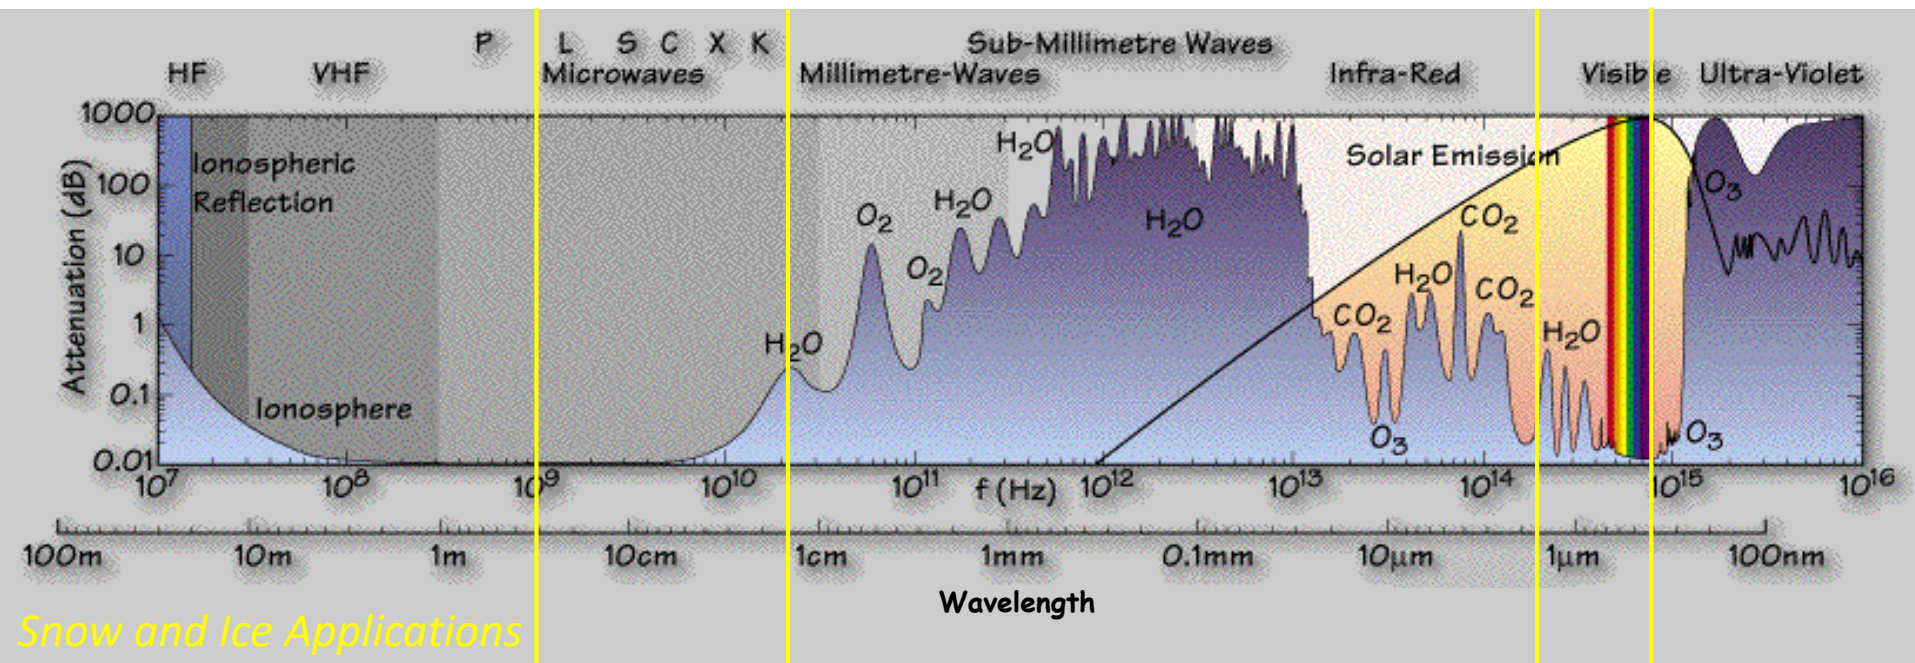 P L S C X K Sub-Millimetre Waves
HF VHF Microwaves Millimetre-Waves Infra-Red Visible Ultra-Violet
1000
100
10
1
0.1
0.01
Attenuation (dB)
Ionospheric
Reflection
Ionosphere
H2O
O2
O2
H2O
H2O
H2O
Solar Emission
CO2
O3
H2O
CO2
CO2
H2O
O3
O3
10^7 10^8 10^9 10^10 10^11 f (Hz) 10^12 10^13 10^14 10^15 10^16
100m 10m 1m 10cm 1cm 1mm 0.1mm 10µm 1µm 100nm
Wavelength
Snow and Ice Applications